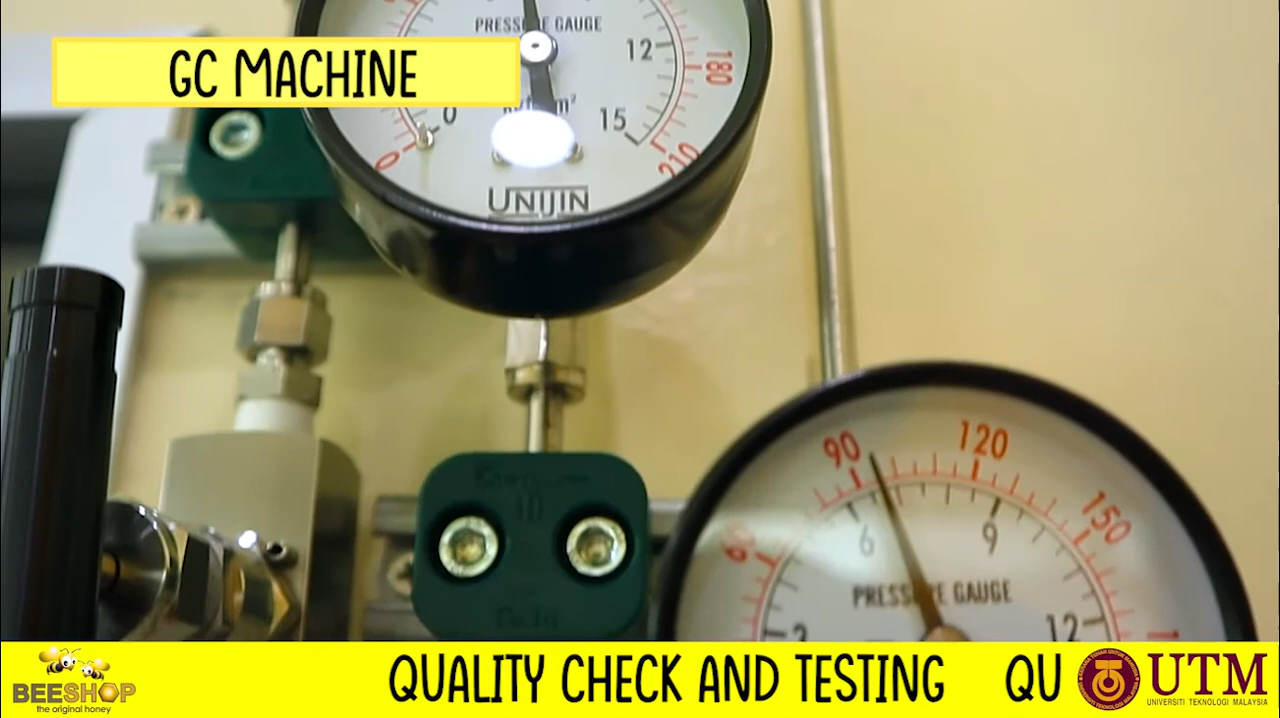 GC MACHINE
PRESSURE GAUGE
12
180
0
15
0
210
UNIJIN
90
120
150
60
6
9
PRESSURE GAUGE
12
QUALITY CHECK AND TESTING QU
BEESHOP
the original honey
UTM
UNIVERSITI TEKNOLOGI MALAYSIA